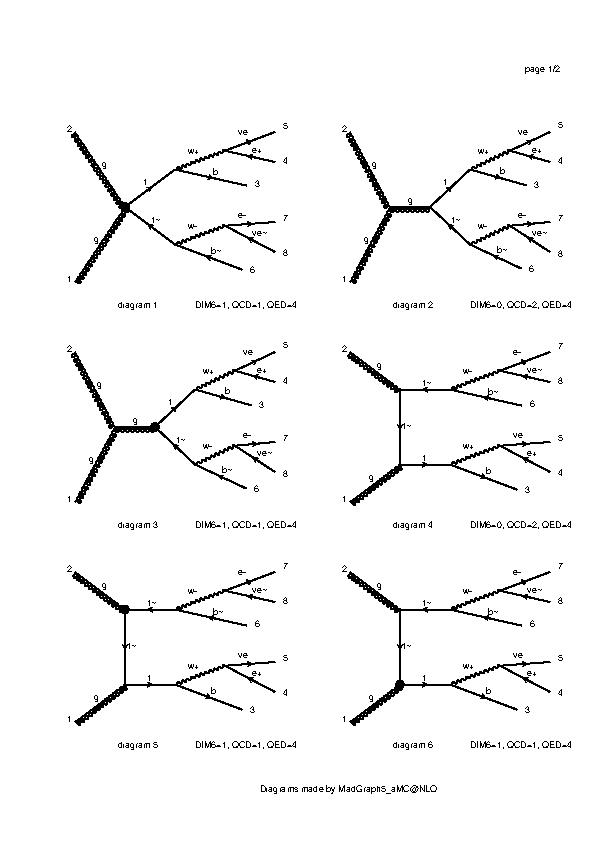 page 1/2
2 g 1 g 1 w+ ve 5 e+ 4 b 3 1~ w- e- 7 ve~ 8 b~ 6
2 1 g 1 w+ ve 5 e+ 4 b 3 1~ w- e- 7 ve~ 8 b~ 6
diagram 1 DIM6=1, QCD=1, QED=4 diagram 2 DIM6=0, QCD=2, QED=4
2 g 1 g g 1 w+ ve 5 e+ 4 b 3 1~ w- e- 7 ve~ 8 b~ 6
2 g 1 g 1~ w- e- 7 ve~ 8 b~ 6 1~ 1 w+ ve 5 e+ 4 b 3
diagram 3 DIM6=1, QCD=1, QED=4 diagram 4 DIM6=0, QCD=2, QED=4
2 g 1 g 1~ w- e- 7 ve~ 8 b~ 6 1~ 1 w+ ve 5 e+ 4 b 3
2 g 1 g 1~ w- e- 7 ve~ 8 b~ 6 1~ 1 w+ ve 5 e+ 4 b 3
diagram 5 DIM6=1, QCD=1, QED=4 diagram 6 DIM6=1, QCD=1, QED=4
Diagrams made by MadGraph5_aMC@NLO